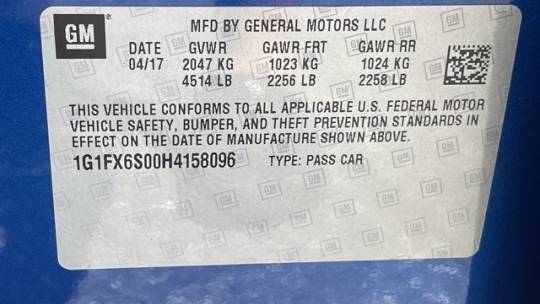 GM
MFD BY GENERAL MOTORS LLC
DATE GVWR GAWR FRT GAWR RR
04/17 2047 KG 1023 KG 1024 KG
4514 LB 2256 LB 2258 LB
THIS VEHICLE CONFORMS TO ALL APPLICABLE U.S. FEDERAL MOTOR
VEHICLE SAFETY, BUMPER, AND THEFT PREVENTION STANDARDS IN
EFFECT ON THE DATE OF MANUFACTURE SHOWN ABOVE.
1G1FX6S00H4158096 TYPE: PASS CAR